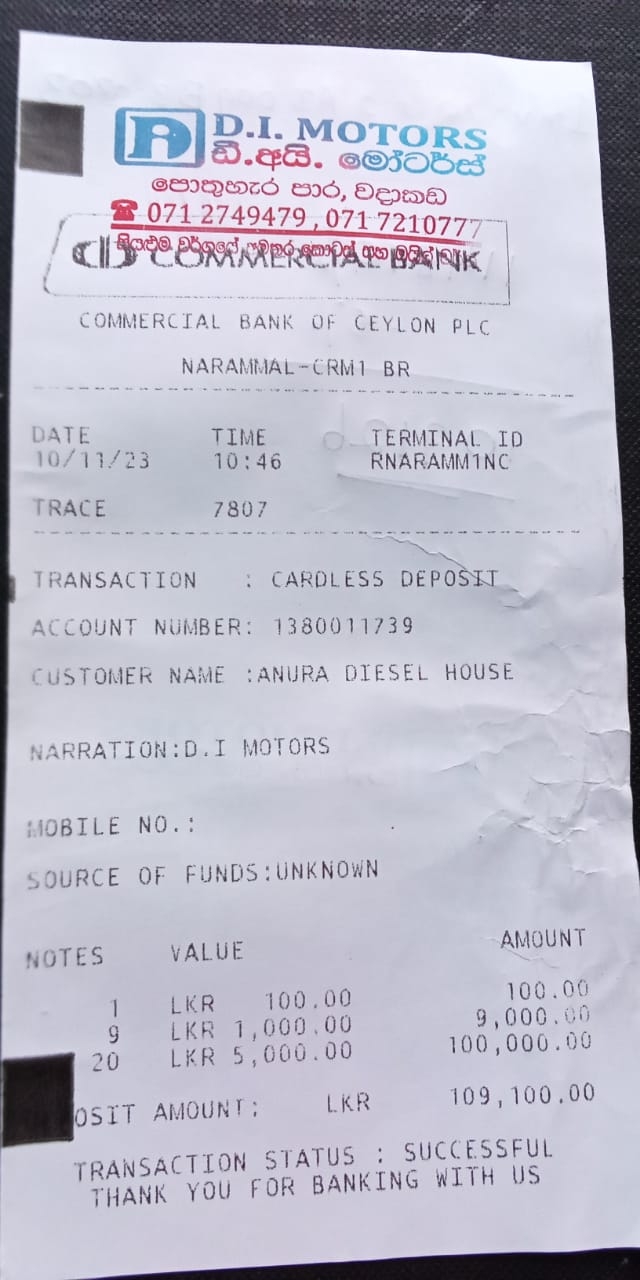 D.I. MOTORS
ඩී.අයි. මෝටර්ස්
පොතුහැර පාර, වදාකඩ
071 2749479 , 071 7210777
සියළුම වර්ගයේ
COMMERCIAL BANK
COMMERCIAL BANK OF CEYLON PLC
NARAMMAL-CRM1 BR
DATE TIME TERMINAL ID
10/11/23 10:46 RNARAMM1NC
TRACE 7807
TRANSACTION : CARDLESS DEPOSIT
ACCOUNT NUMBER: 1380011739
CUSTOMER NAME :ANURA DIESEL HOUSE
NARRATION:D.I MOTORS
MOBILE NO.:
SOURCE OF FUNDS:UNKNOWN
NOTES VALUE AMOUNT
1 LKR 100.00 100.00
9 LKR 1,000.00 9,000.00
20 LKR 5,000.00 100,000.00
OSIT AMOUNT: LKR 109,100.00
TRANSACTION STATUS : SUCCESSFUL
THANK YOU FOR BANKING WITH US